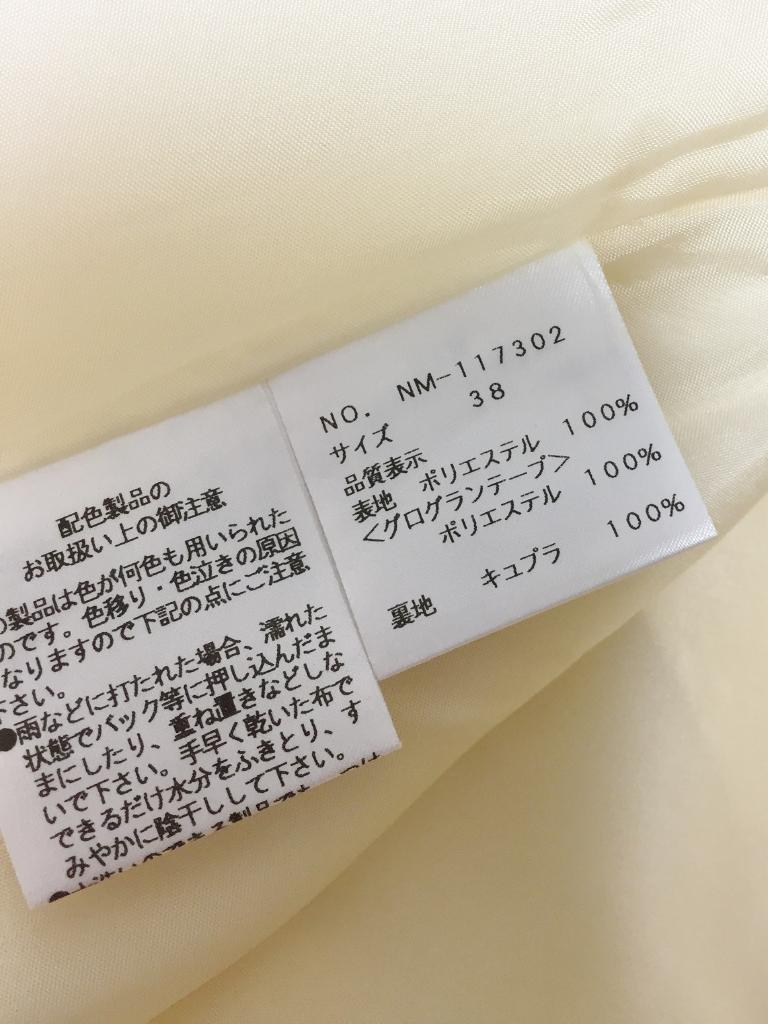 配色製品の
お取扱い上の御注意
の製品は色が何色も用いられた
のです。色移り・色泣きの原因
なりますので下記の点にご注意
下さい。
●雨などに打たれた場合、濡れた
状態でバック等に押し込んだま
まにしたり、重ね置きなどしな
いで下さい。手早く乾いた布で
できるだけ水分をふきとり、す
みやかに陰干しして下さい。
NO. NM-117302
サイズ 38
品質表示
表地 ポリエステル 100%
<グログランテープ>
ポリエステル 100%
裏地 キュプラ 100%